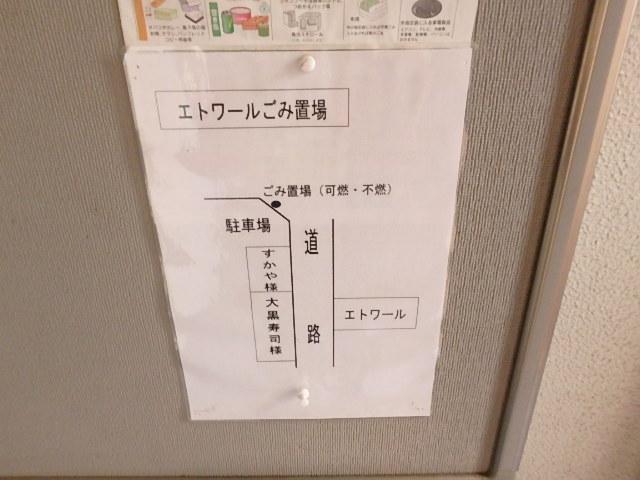 エトワールごみ置場
ごみ置場（可燃・不燃）
駐車場
道路
すかや様
大黒寿司様
エトワール